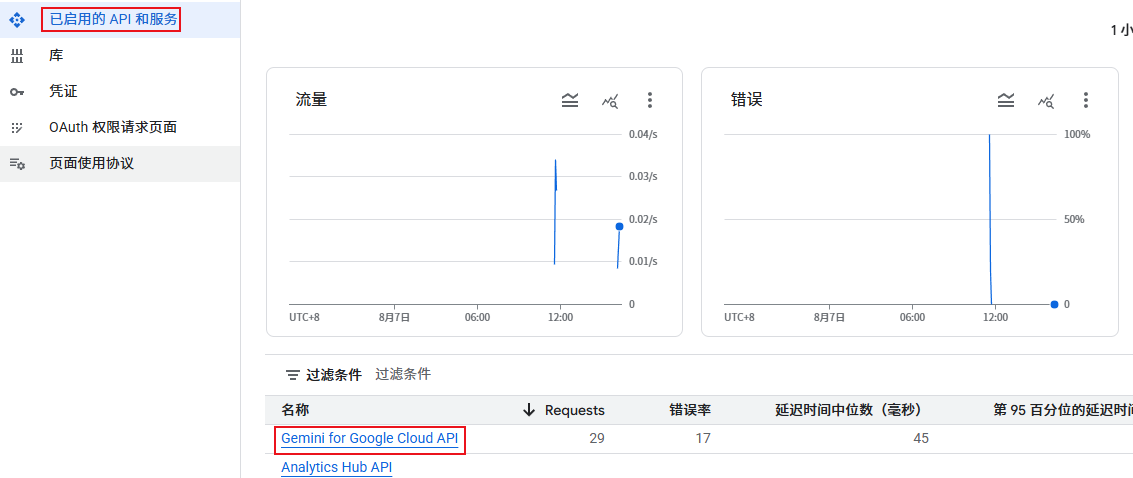 已启用的 API 和服务
库
凭证
OAuth 权限请求页面
页面使用协议
1 小
流量
0.04/s
0.03/s
0.02/s
0.01/s
0
UTC+8 8月7日 06:00 12:00
错误
100%
50%
0
UTC+8 8月7日 06:00 12:00
过滤条件 过滤条件
名称 Requests 错误率 延迟时间中位数（毫秒） 第 95 百分位的延迟时间
Gemini for Google Cloud API 29 17 45
Analytics Hub API